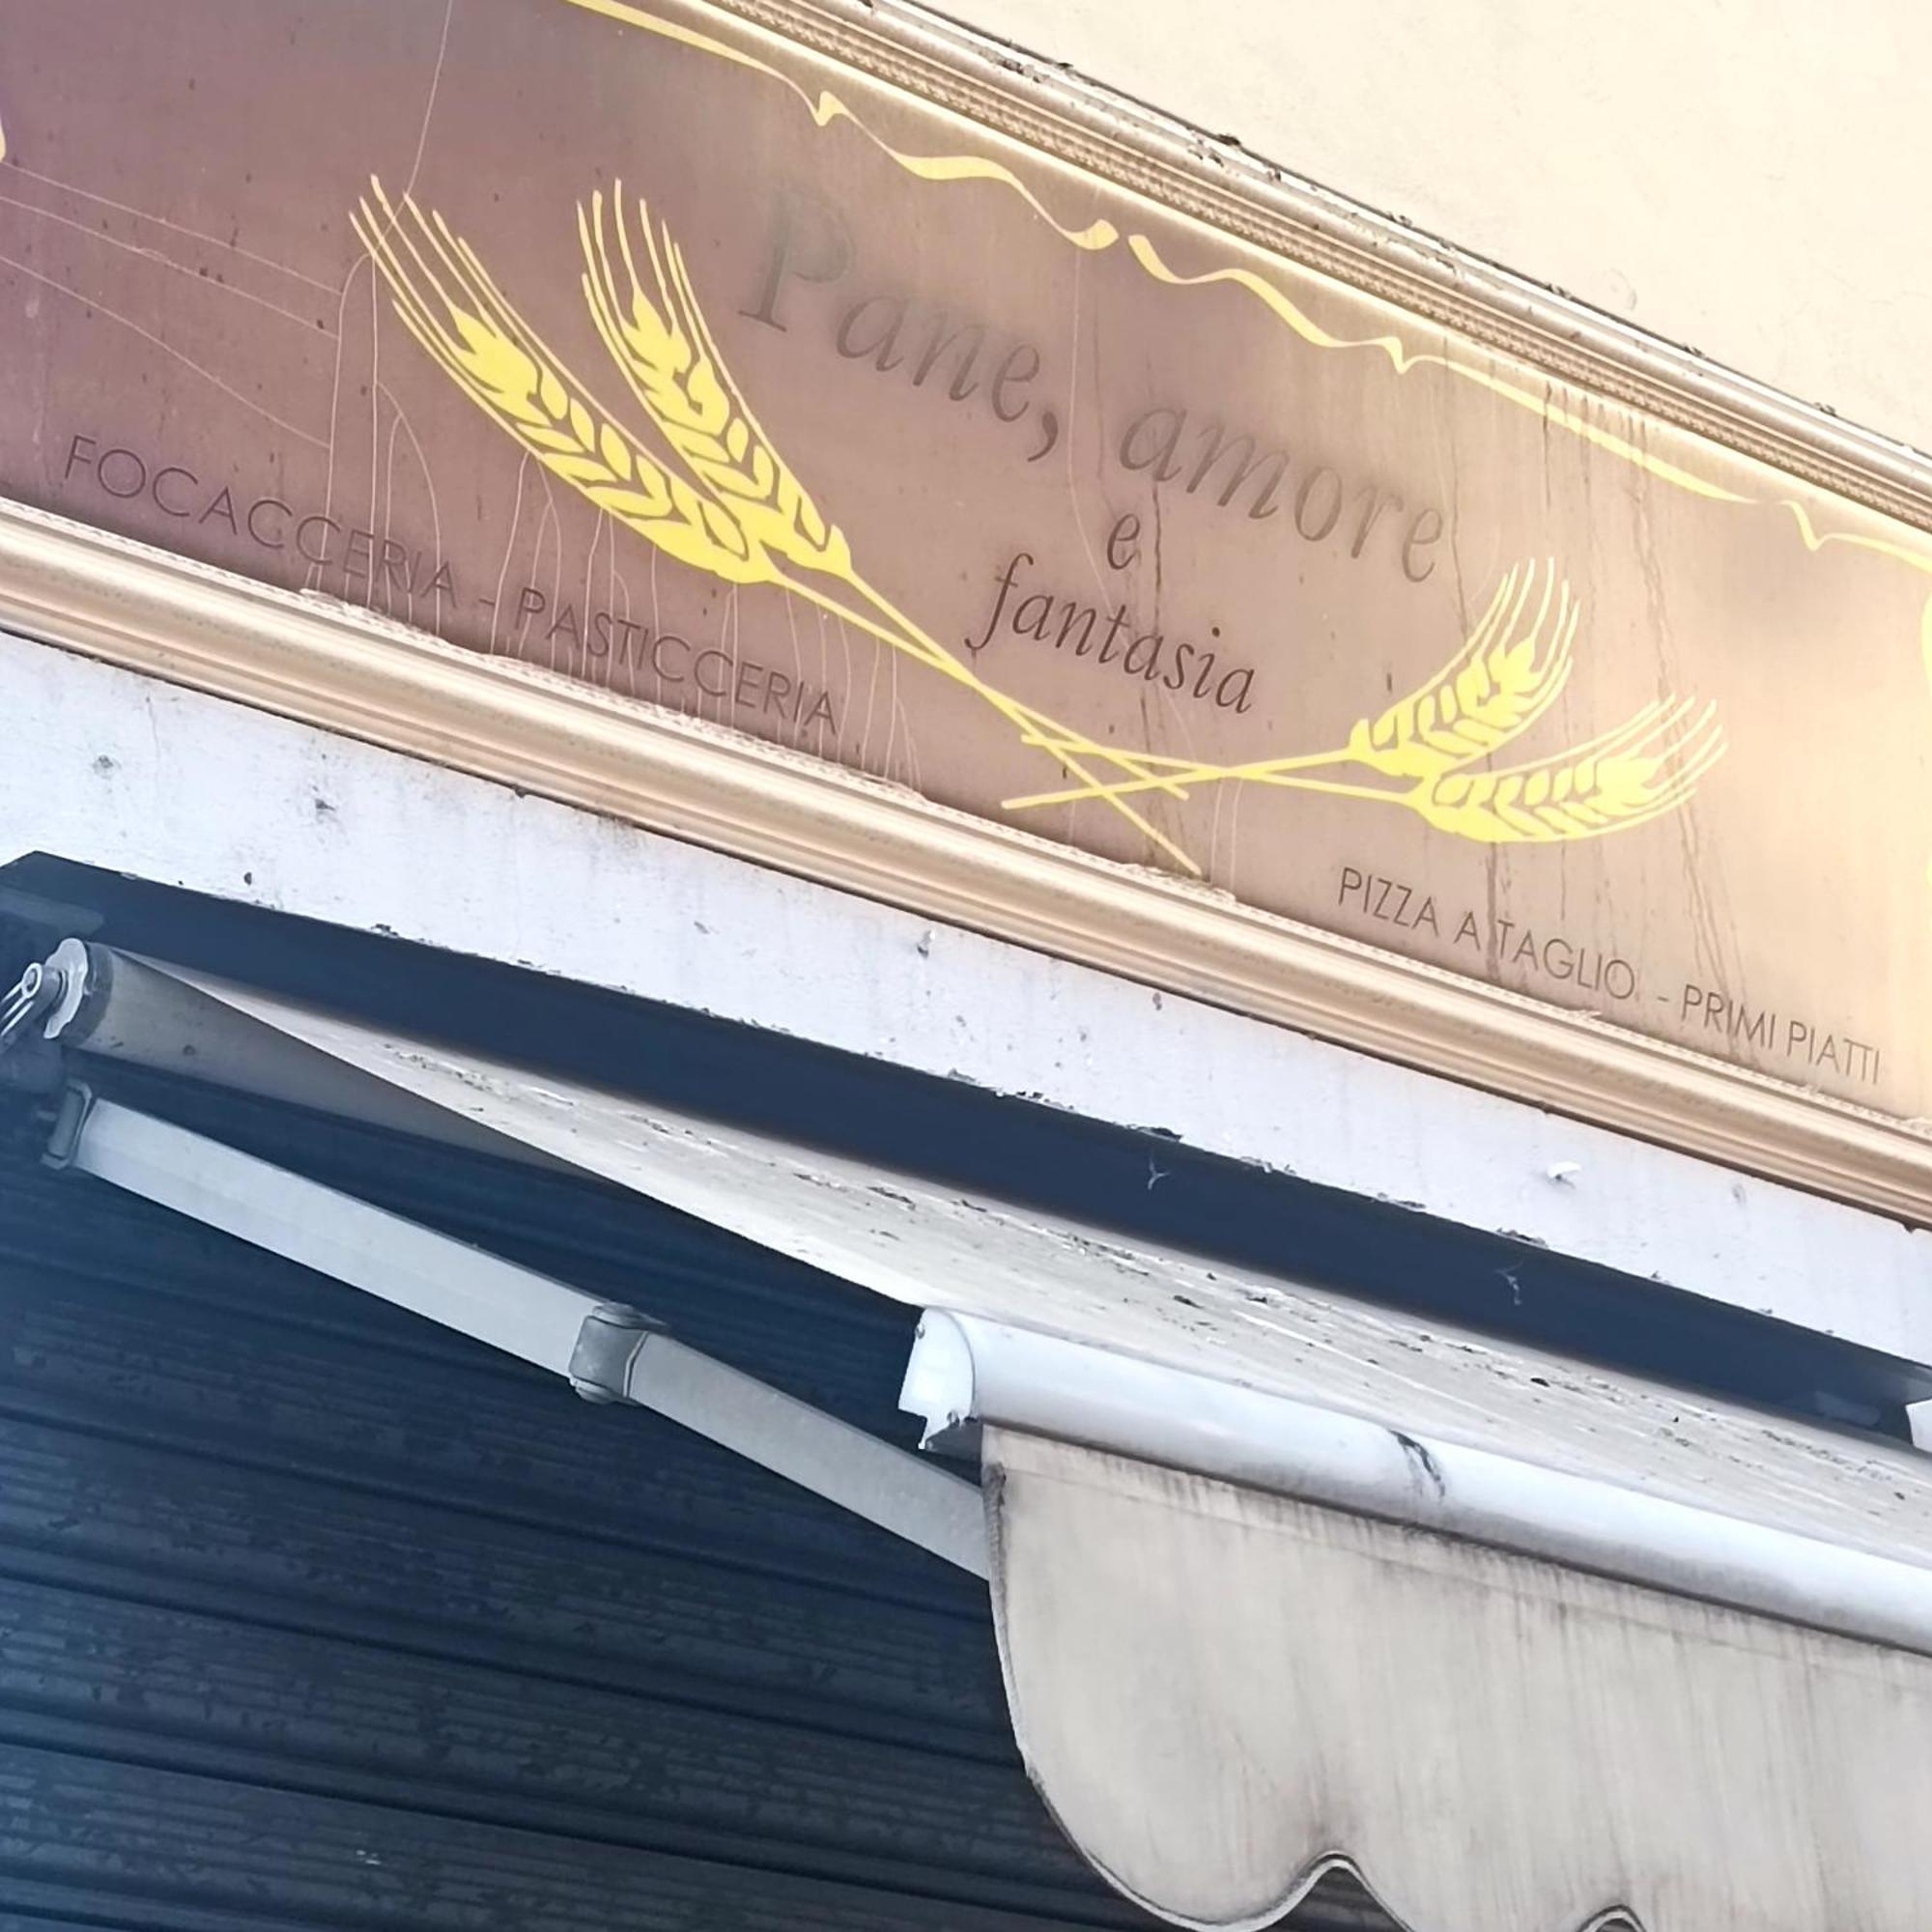 Pane, amore
e
fantasia
FOCACCERIA - PASTICCERIA
PIZZA A TAGLIO - PRIMI PIATTI